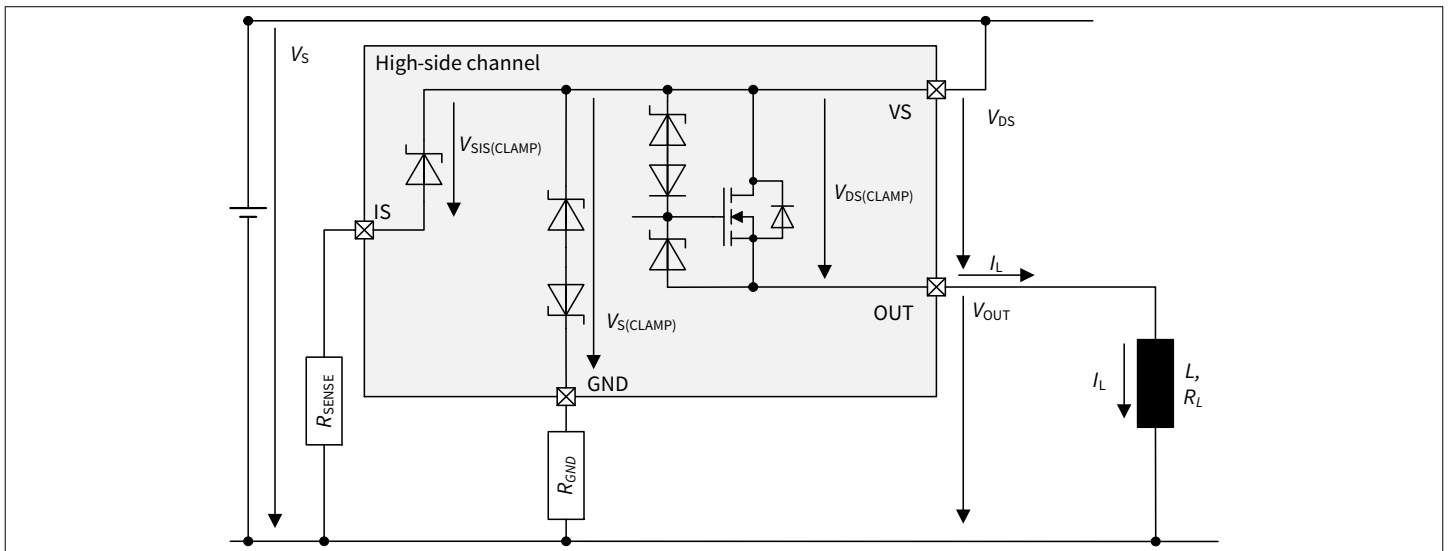 High-side channel
VS
VS
VDS
VSIS(CLAMP)
VDS(CLAMP)
IS
IL
OUT
VOUT
VS(CLAMP)
GND
IL
L,
RL
RSENSE
RGND